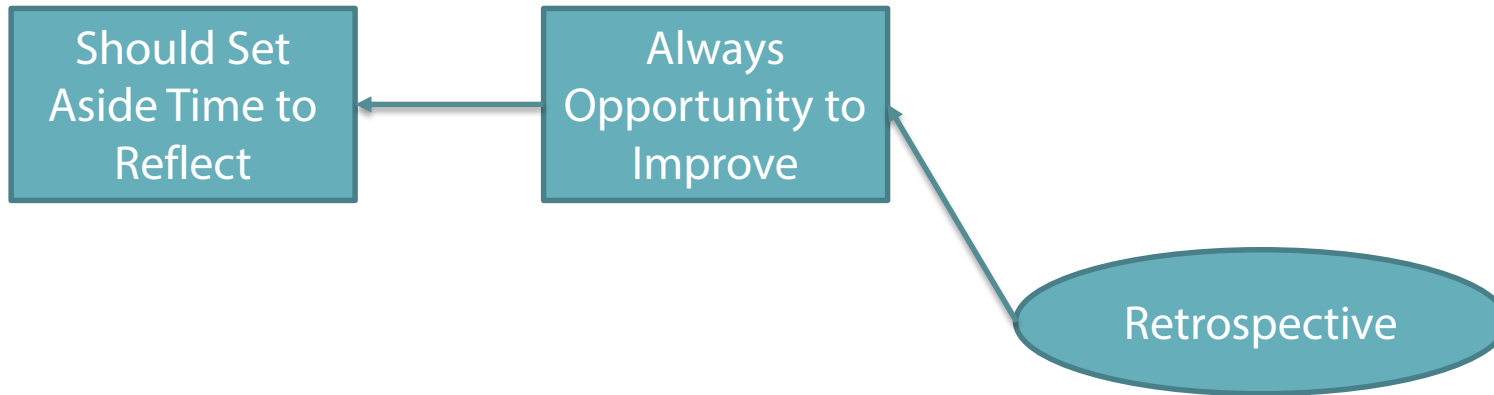 Should Set
Aside Time to
Reflect
Always
Opportunity to
Improve
Retrospective